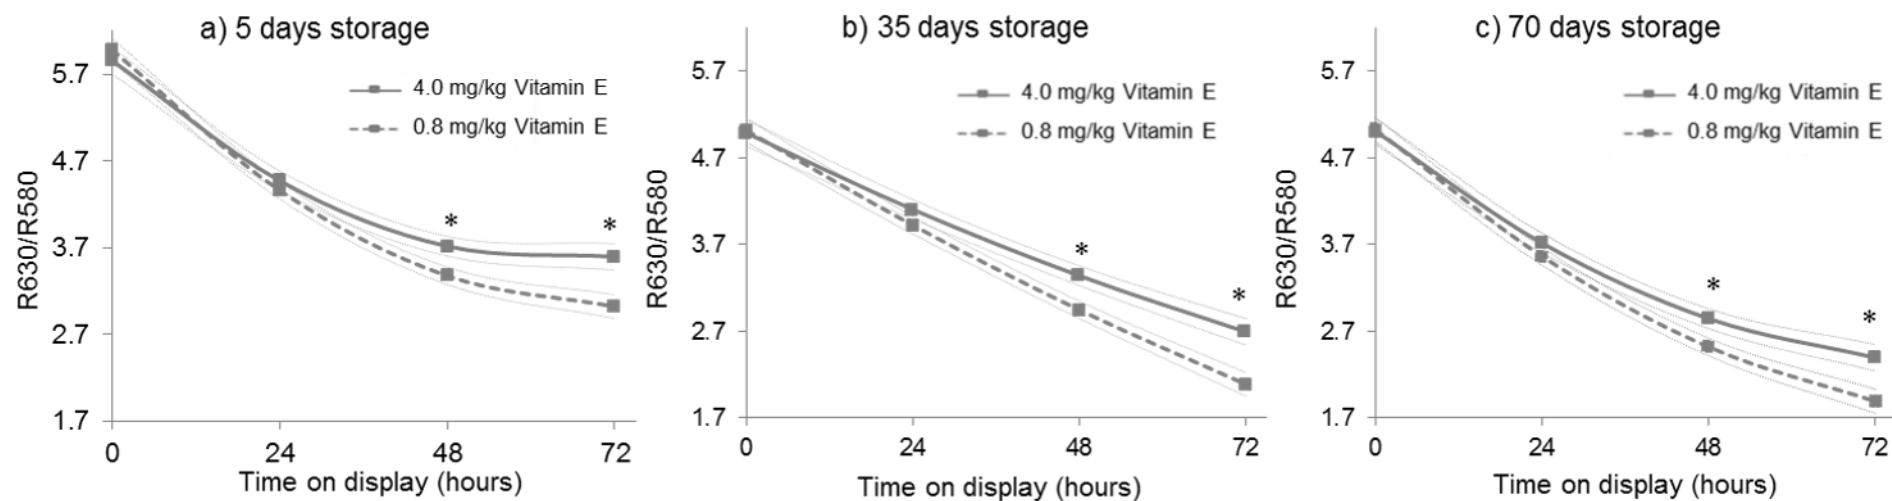 a) 5 days storage
R630/R580
5.7
4.7
3.7
2.7
1.7
4.0 mg/kg Vitamin E
0.8 mg/kg Vitamin E
*
*
0
24
48
72
Time on display (hours)
b) 35 days storage
R630/R580
5.7
4.7
3.7
2.7
1.7
4.0 mg/kg Vitamin E
0.8 mg/kg Vitamin E
*
*
0
24
48
72
Time on display (hours)
c) 70 days storage
R630/R580
5.7
4.7
3.7
2.7
1.7
4.0 mg/kg Vitamin E
0.8 mg/kg Vitamin E
*
*
0
24
48
72
Time on display (hours)